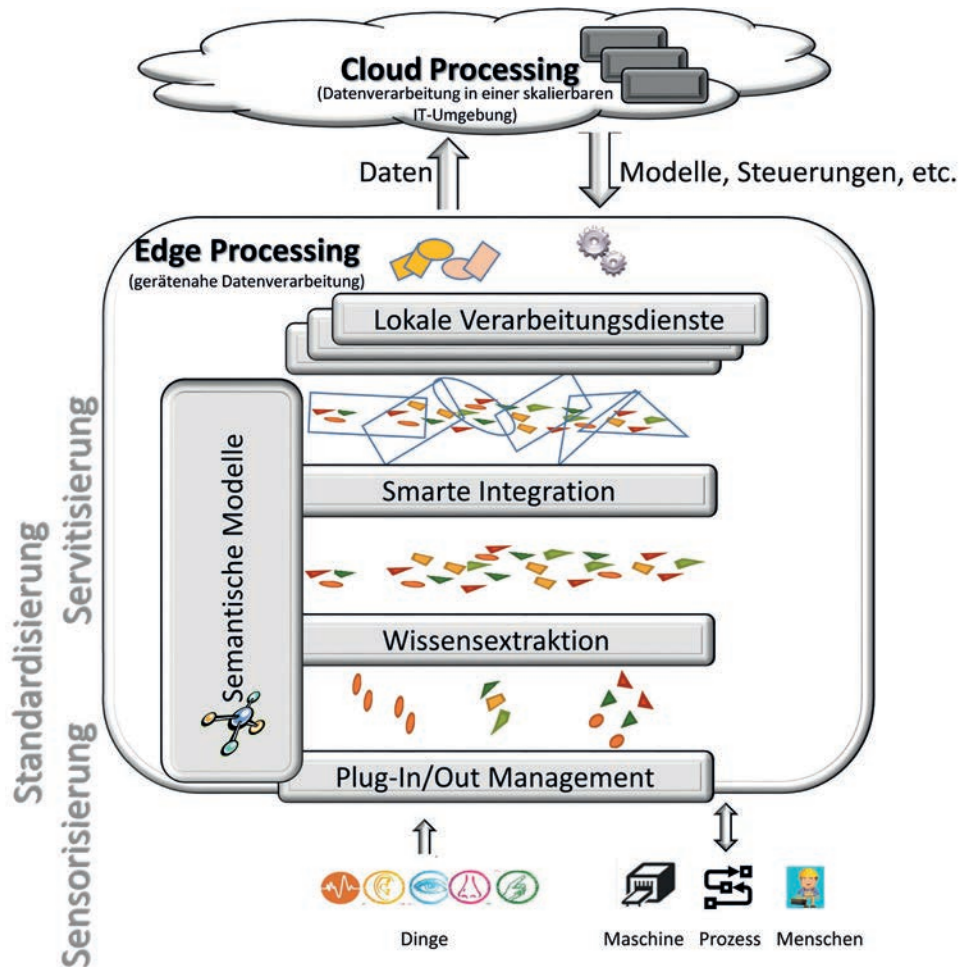 Cloud Processing
(Datenverarbeitung in einer skalierbaren
IT-Umgebung)
Daten
Modelle, Steuerungen, etc.
Edge Processing
(gerätenahe Datenverarbeitung)
Lokale Verarbeitungsdienste
Smarte Integration
Wissensextraktion
Plug-In/Out Management
Semantische Modelle
Servitisierung
Standardisierung
Sensorisierung
Dinge
Maschine
Prozess
Menschen